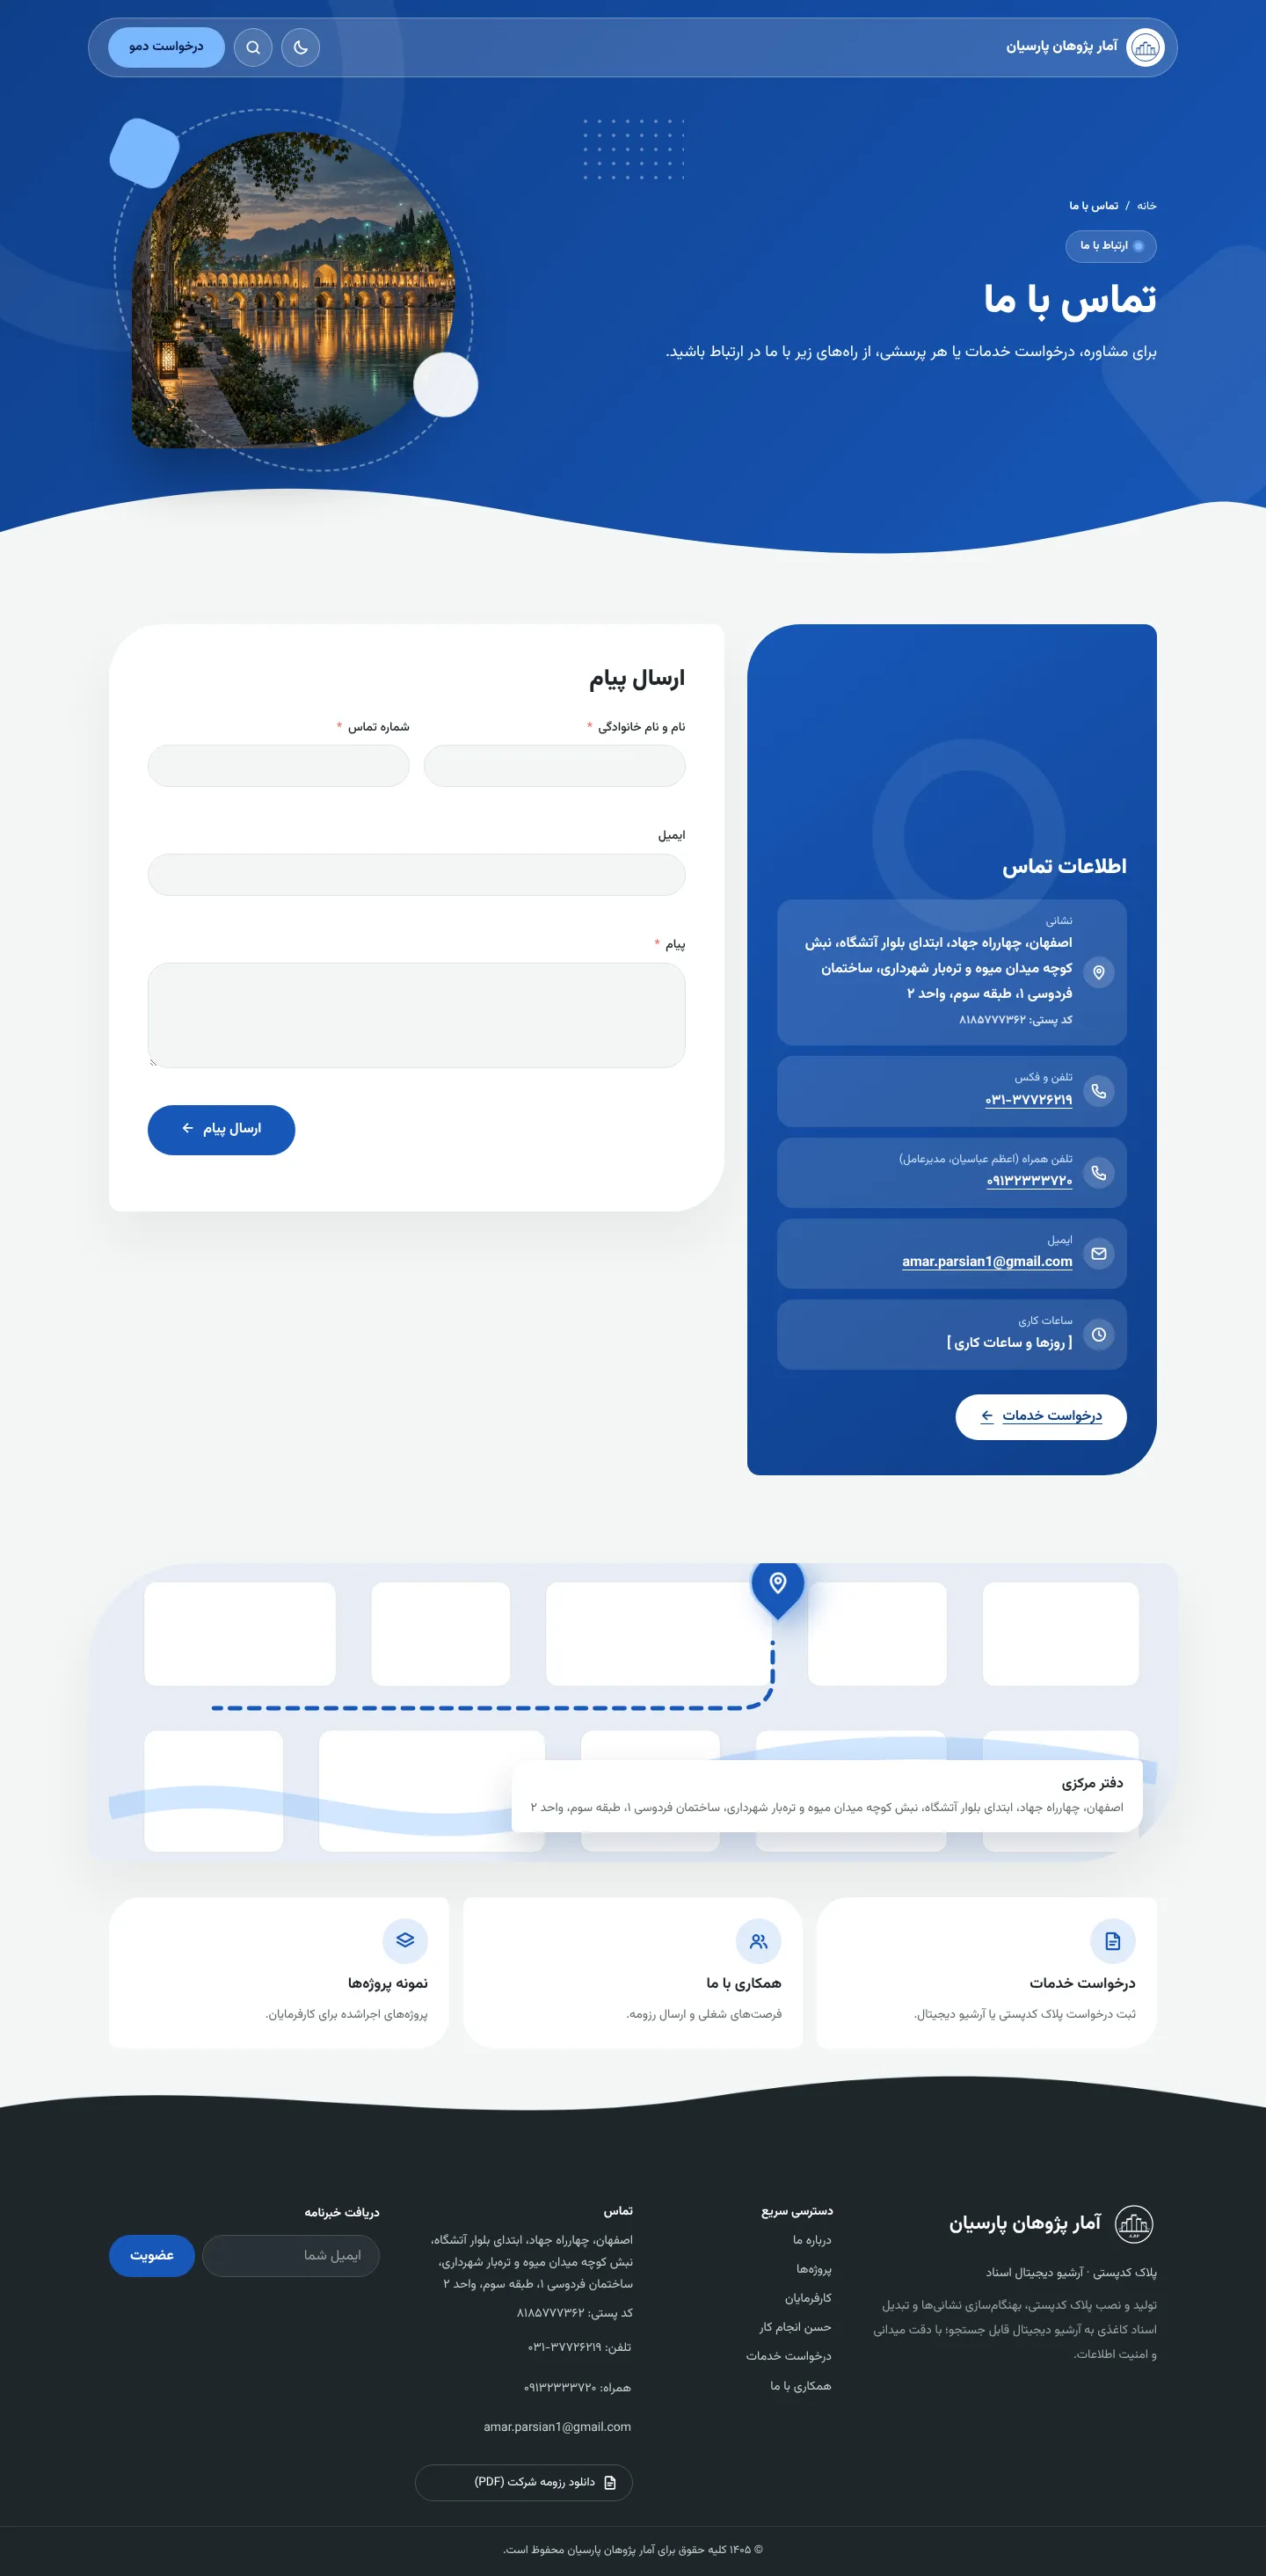 آمار پژوهان پارسیان
درخواست دمو
خانه / تماس با ما
ارتباط با ما
تماس با ما
برای مشاوره، درخواست خدمات یا هر پرسشی، از راه‌های زیر با ما در ارتباط باشید.
اطلاعات تماس
نشانی
اصفهان، چهارراه جهاد، ابتدای بلوار آتشگاه، نبش
کوچه میدان میوه و تره‌بار شهرداری، ساختمان
فردوسی ۱، طبقه سوم، واحد ۲
کد پستی: ۸۱۸۵۷۷۷۳۶۲
تلفن و فکس
۰۳۱-۳۷۷۲۶۲۱۹
تلفن همراه (اعظم عباسیان، مدیرعامل)
۰۹۱۳۲۳۳۳۷۲۰
ایمیل
amar.parsian1@gmail.com
ساعات کاری
[ روزها و ساعات کاری ]
درخواست خدمات ←
ارسال پیام
نام و نام خانوادگی *
شماره تماس *
ایمیل
پیام *
ارسال پیام ←
دفتر مرکزی
اصفهان، چهارراه جهاد، ابتدای بلوار آتشگاه، نبش کوچه میدان میوه و تره‌بار شهرداری، ساختمان فردوسی ۱، طبقه سوم، واحد ۲
درخواست خدمات
ثبت درخواست پلاک کدپستی یا آرشیو دیجیتال.
همکاری با ما
فرصت‌های شغلی و ارسال رزومه.
نمونه پروژه‌ها
پروژه‌های اجراشده برای کارفرمایان.
آمار پژوهان پارسیان
پلاک کدپستی · آرشیو دیجیتال اسناد
تولید و نصب پلاک کدپستی، بهنگام‌سازی نشانی‌ها و تبدیل
اسناد کاغذی به آرشیو دیجیتال قابل جستجو؛ با دقت میدانی
و امنیت اطلاعات.
دسترسی سریع
درباره ما
پروژه‌ها
کارفرمایان
حسن انجام کار
درخواست خدمات
همکاری با ما
تماس
اصفهان، چهارراه جهاد، ابتدای بلوار آتشگاه،
نبش کوچه میدان میوه و تره‌بار شهرداری،
ساختمان فردوسی ۱، طبقه سوم، واحد ۲
کد پستی: ۸۱۸۵۷۷۷۳۶۲
تلفن: ۰۳۱-۳۷۷۲۶۲۱۹
همراه: ۰۹۱۳۲۳۳۳۷۲۰
amar.parsian1@gmail.com
دانلود رزومه شرکت (PDF)
دریافت خبرنامه
ایمیل شما
عضویت
© ۱۴۰۵ کلیه حقوق برای آمار پژوهان پارسیان محفوظ است.